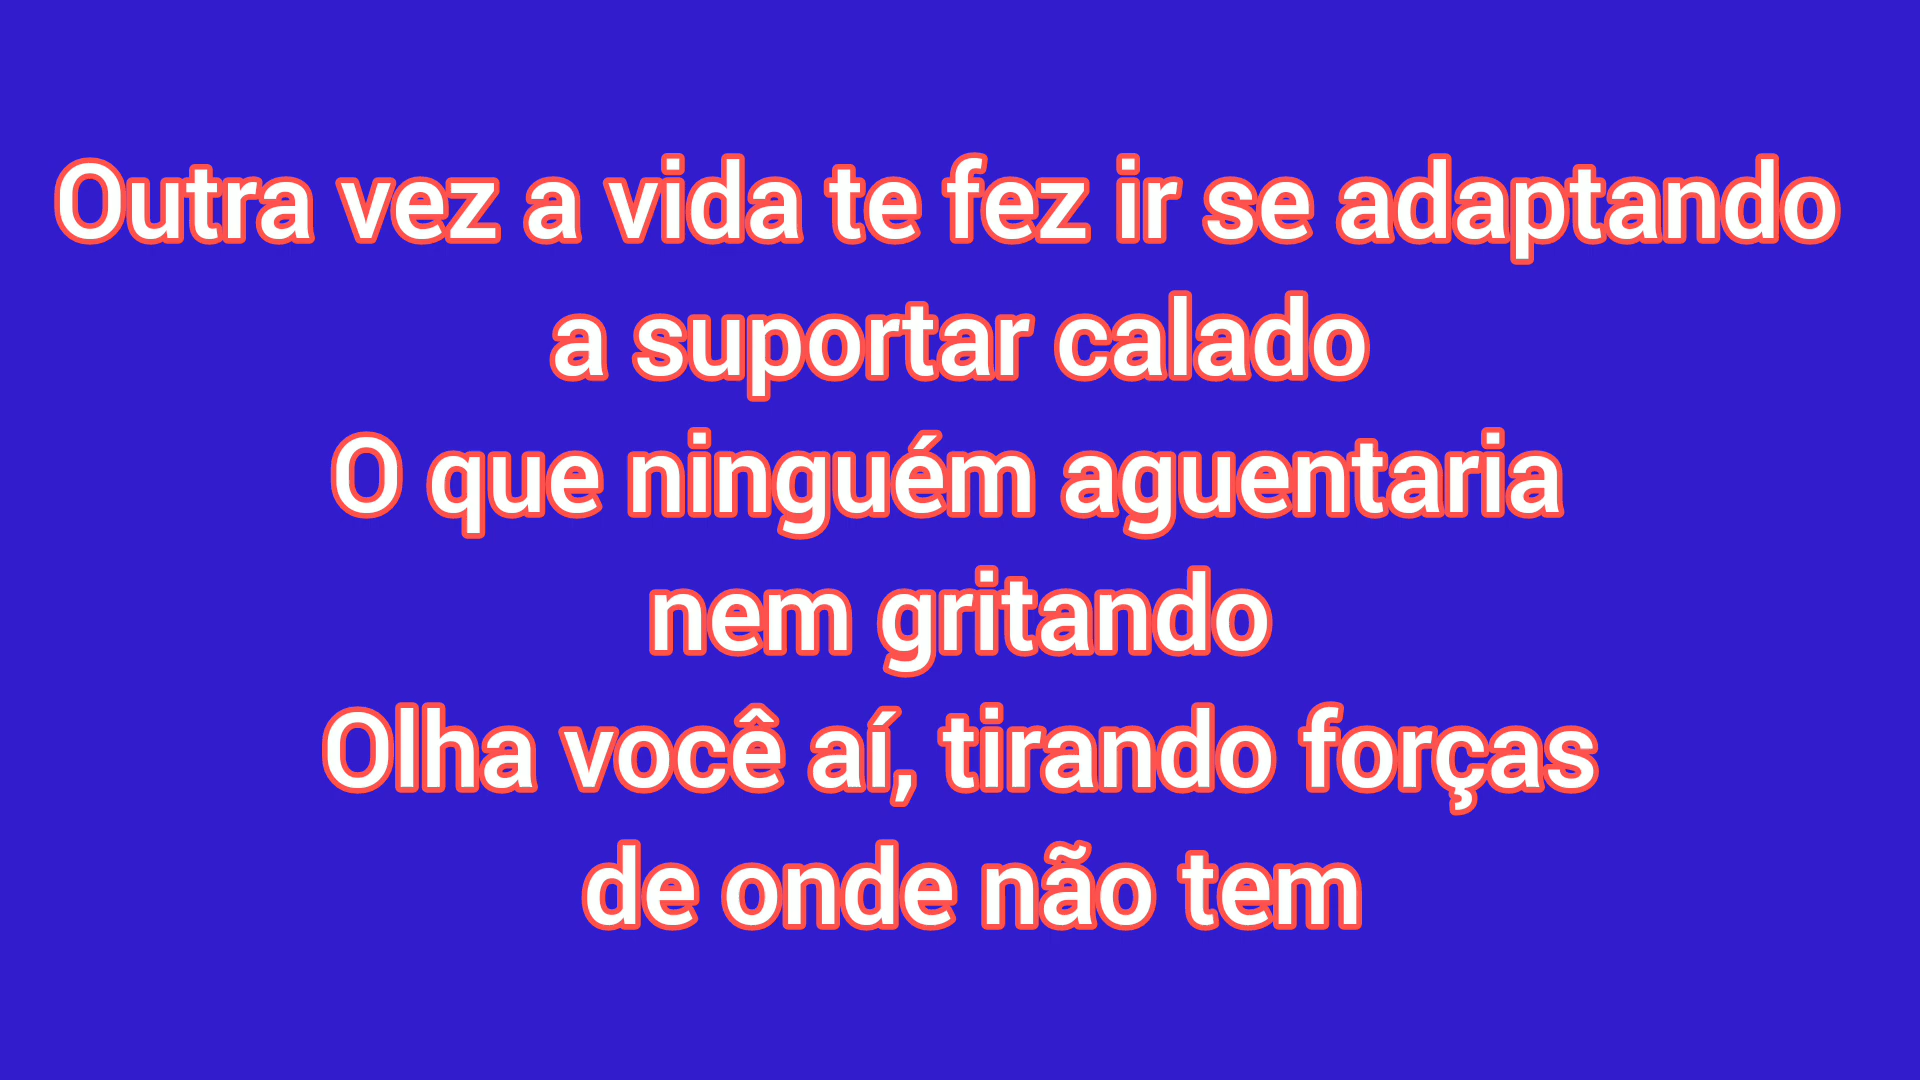 Outra vez a vida te fez ir se adaptando
a suportar calado
O que ninguém aguentaria
nem gritando
Olha você aí, tirando forças
de onde não tem